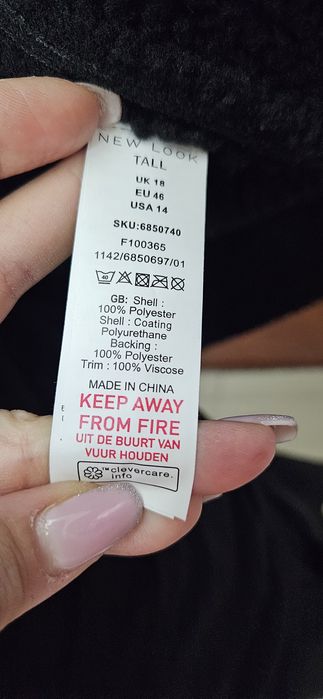 NEW LOOK
TALL
UK 18
EU 46
USA 14
SKU:6850740
F100365
1142/6850697/01
40
GB: Shell :
100% Polyester
Shell : Coating
Polyurethane
Backing :
100% Polyester
Trim : 100% Viscose
MADE IN CHINA
KEEP AWAY
FROM FIRE
UIT DE BUURT VAN
VUUR HOUDEN
™clevercare.
info